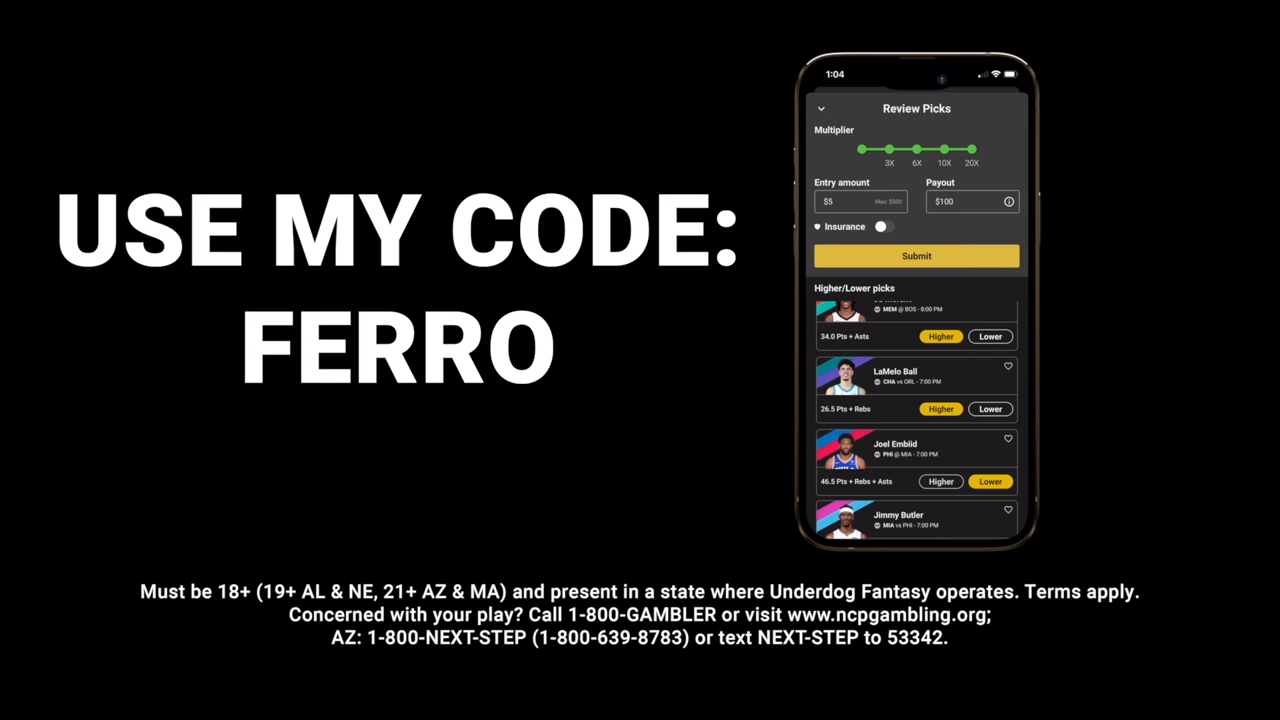 USE MY CODE:
FERRO
1:04
Review Picks
Multiplier
3X 6X 10X 20X
Entry amount Payout
$5 Max: $500 $100
Insurance
Submit
Higher/Lower picks
MEM @ BOS - 8:00 PM
34.0 Pts + Asts Higher Lower
LaMelo Ball
CHA vs ORL - 7:00 PM
26.5 Pts + Rebs Higher Lower
Joel Embiid
PHI @ MIA - 7:00 PM
46.5 Pts + Rebs + Asts Higher Lower
Jimmy Butler
MIA vs PHI - 7:00 PM
Must be 18+ (19+ AL & NE, 21+ AZ & MA) and present in a state where Underdog Fantasy operates. Terms apply.
Concerned with your play? Call 1-800-GAMBLER or visit www.ncpgambling.org;
AZ: 1-800-NEXT-STEP (1-800-639-8783) or text NEXT-STEP to 53342.